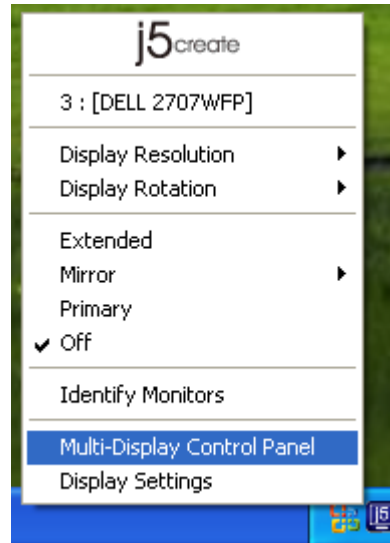 j5create
3 : [DELL 2707WFP]
Display Resolution
Display Rotation
Extended
Mirror
Primary
Off
Identify Monitors
Multi-Display Control Panel
Display Settings
j5